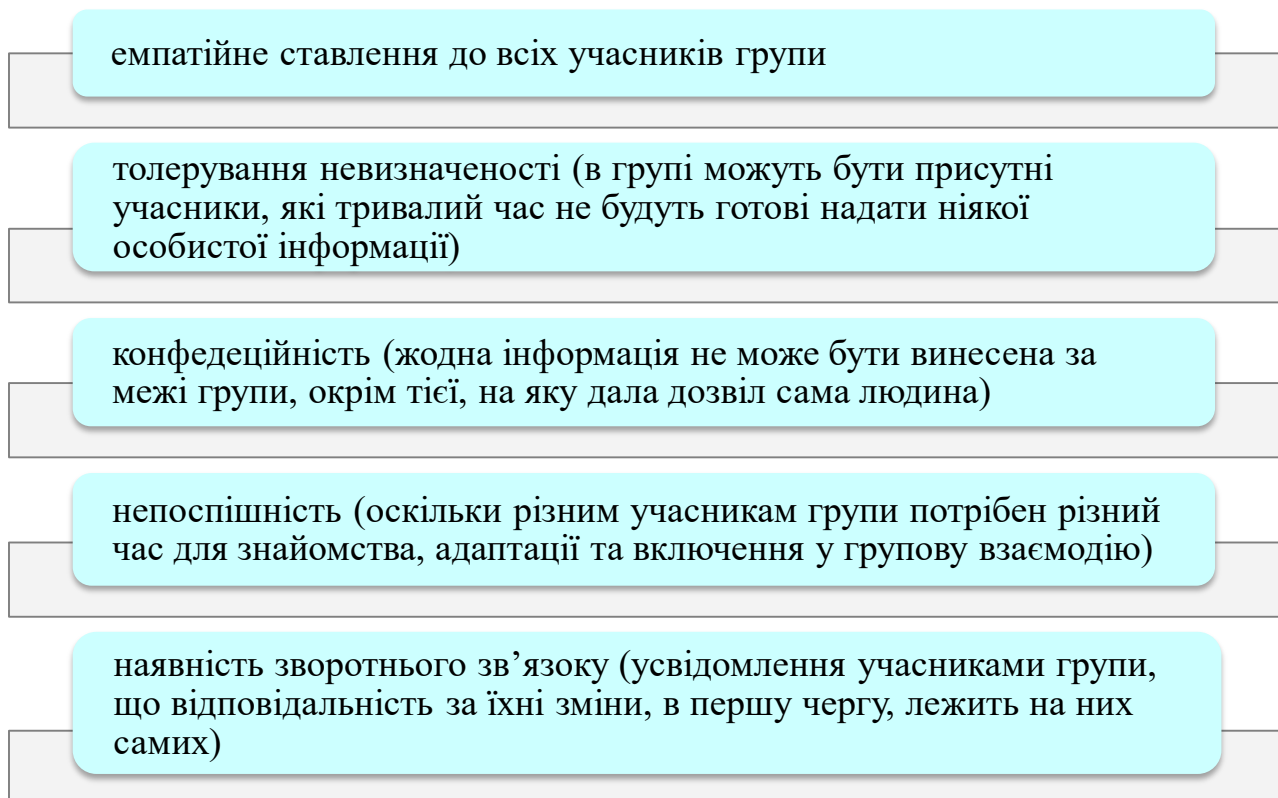 емпатійне ставлення до всіх учасників групи
толерування невизначеності (в групі можуть бути присутні
учасники, які тривалий час не будуть готові надати ніякої
особистої інформації)
конфедеційність (жодна інформація не може бути винесена за
межі групи, окрім тієї, на яку дала дозвіл сама людина)
непоспішність (оскільки різним учасникам групи потрібен різний
час для знайомства, адаптації та включення у групову взаємодію)
наявність зворотнього зв’язоку (усвідомлення учасниками групи,
що відповідальність за їхні зміни, в першу чергу, лежить на них
самих)